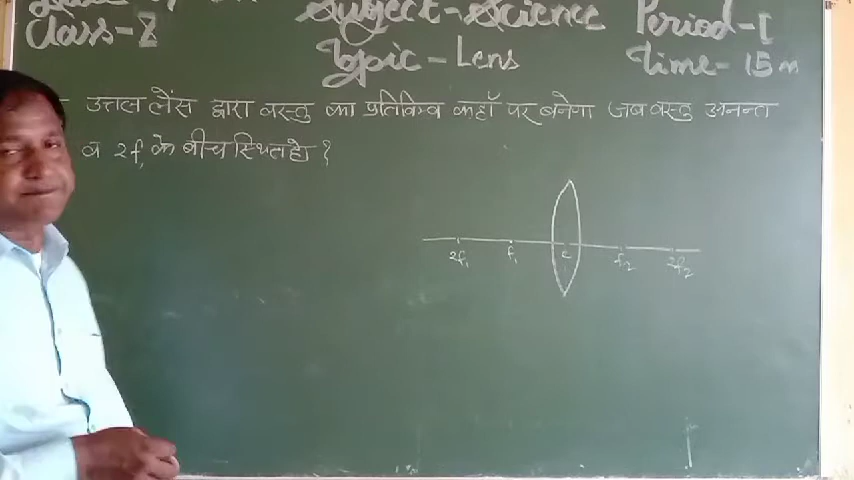 Subject-Science Period-I
Class-8
Topic-Lens Time-15m
उत्तल लैंस द्वारा वस्तु का प्रतिबिम्ब कहाँ पर बनेगा जब वस्तु अनन्त
व 2f₁ के बीच स्थित हो ?
2f₁ f₁ c f₂ 2f₂